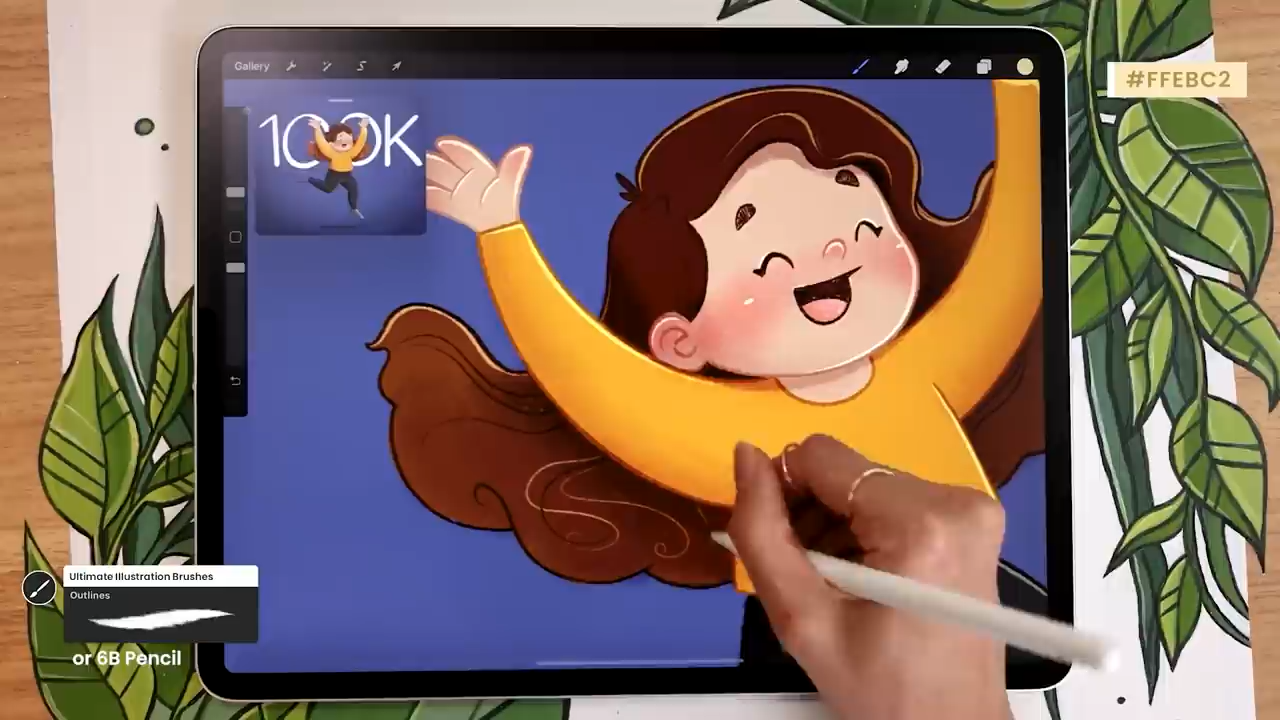 Gallery
#FFEBC2
100K
Ultimate Illustration Brushes
Outlines
or 6B Pencil